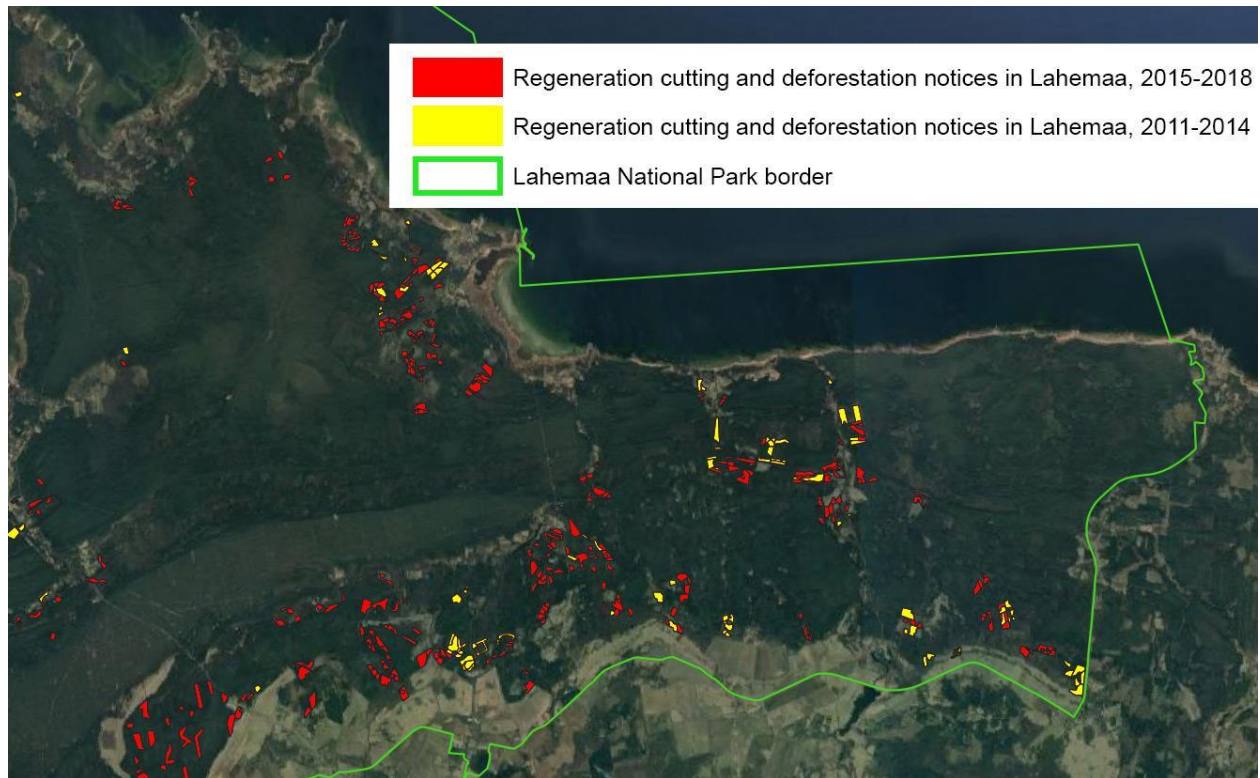 Regeneration cutting and deforestation notices in Lahemaa, 2015-2018
Regeneration cutting and deforestation notices in Lahemaa, 2011-2014
Lahemaa National Park border